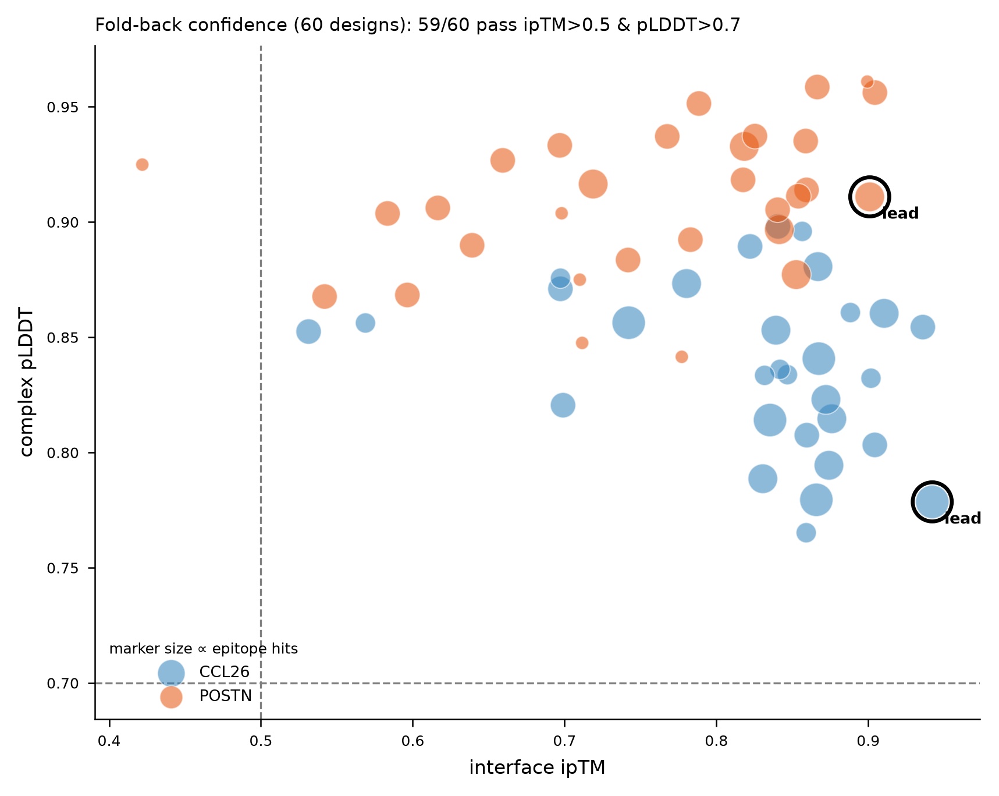 Fold-back confidence (60 designs): 59/60 pass ipTM>0.5 & pLDDT>0.7
complex pLDDT
0.95
0.90
0.85
0.80
0.75
0.70
lead
lead
marker size ∝ epitope hits
CCL26
POSTN
0.4
0.5
0.6
0.7
0.8
0.9
interface ipTM